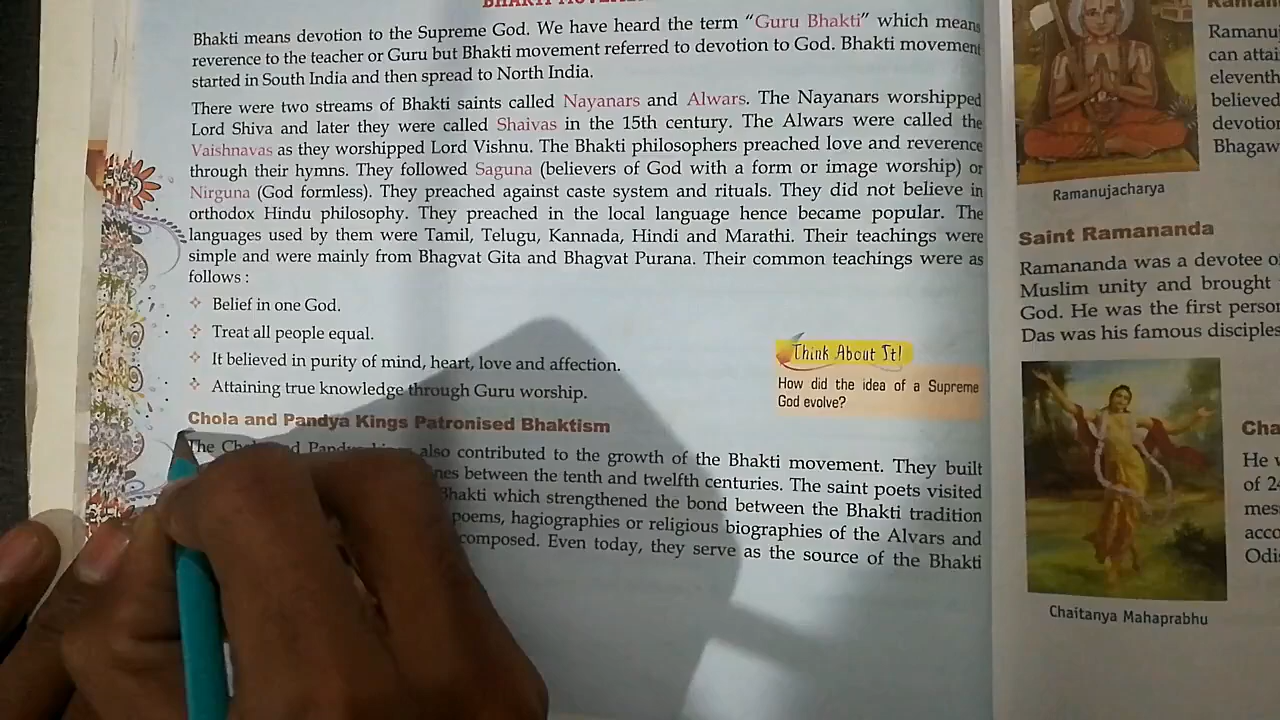 Bhakti means devotion to the Supreme God. We have heard the term “Guru Bhakti” which means
reverence to the teacher or Guru but Bhakti movement referred to devotion to God. Bhakti movement
started in South India and then spread to North India.
There were two streams of Bhakti saints called Nayanars and Alwars. The Nayanars worshipped
Lord Shiva and later they were called Shaivas in the 15th century. The Alwars were called the
Vaishnavas as they worshipped Lord Vishnu. The Bhakti philosophers preached love and reverence
through their hymns. They followed Saguna (believers of God with a form or image worship) or
Nirguna (God formless). They preached against caste system and rituals. They did not believe in
orthodox Hindu philosophy. They preached in the local language hence became popular. The
languages used by them were Tamil, Telugu, Kannada, Hindi and Marathi. Their teachings were
simple and were mainly from Bhagvat Gita and Bhagvat Purana. Their common teachings were as
follows :
Belief in one God.
Treat all people equal.
It believed in purity of mind, heart, love and affection.
Attaining true knowledge through Guru worship.
Think About It!
How did the idea of a Supreme
God evolve?
Chola and Pandya Kings Patronised Bhaktism
The also contributed to the growth of the Bhakti movement. They built
between the tenth and twelfth centuries. The saint poets visited
Bhakti which strengthened the bond between the Bhakti tradition
poems, hagiographies or religious biographies of the Alvars and
composed. Even today, they serve as the source of the Bhakti
Ramanujacharya
can
eleventh
believed
Saint Ramananda
Ramananda was a devotee
Muslim unity and brought
God. He was the first
Das was his famous disciples
Chaitanya Mahaprabhu
He
of